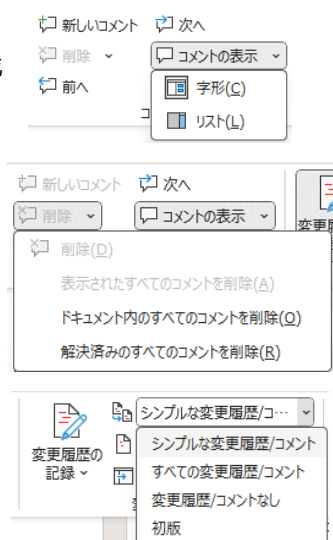 新しいコメント 次へ
削除 コメントの表示
前へ 字形(C)
コ リスト(L)
新しいコメント 次へ
削除 コメントの表示
変更履
削除(D)
表示されたすべてのコメントを削除(A)
ドキュメント内のすべてのコメントを削除(O)
解決済みのすべてのコメントを削除(R)
シンプルな変更履歴/コ…
変更履歴の
記録
シンプルな変更履歴/コメント
すべての変更履歴/コメント
変更履歴/コメントなし
初版